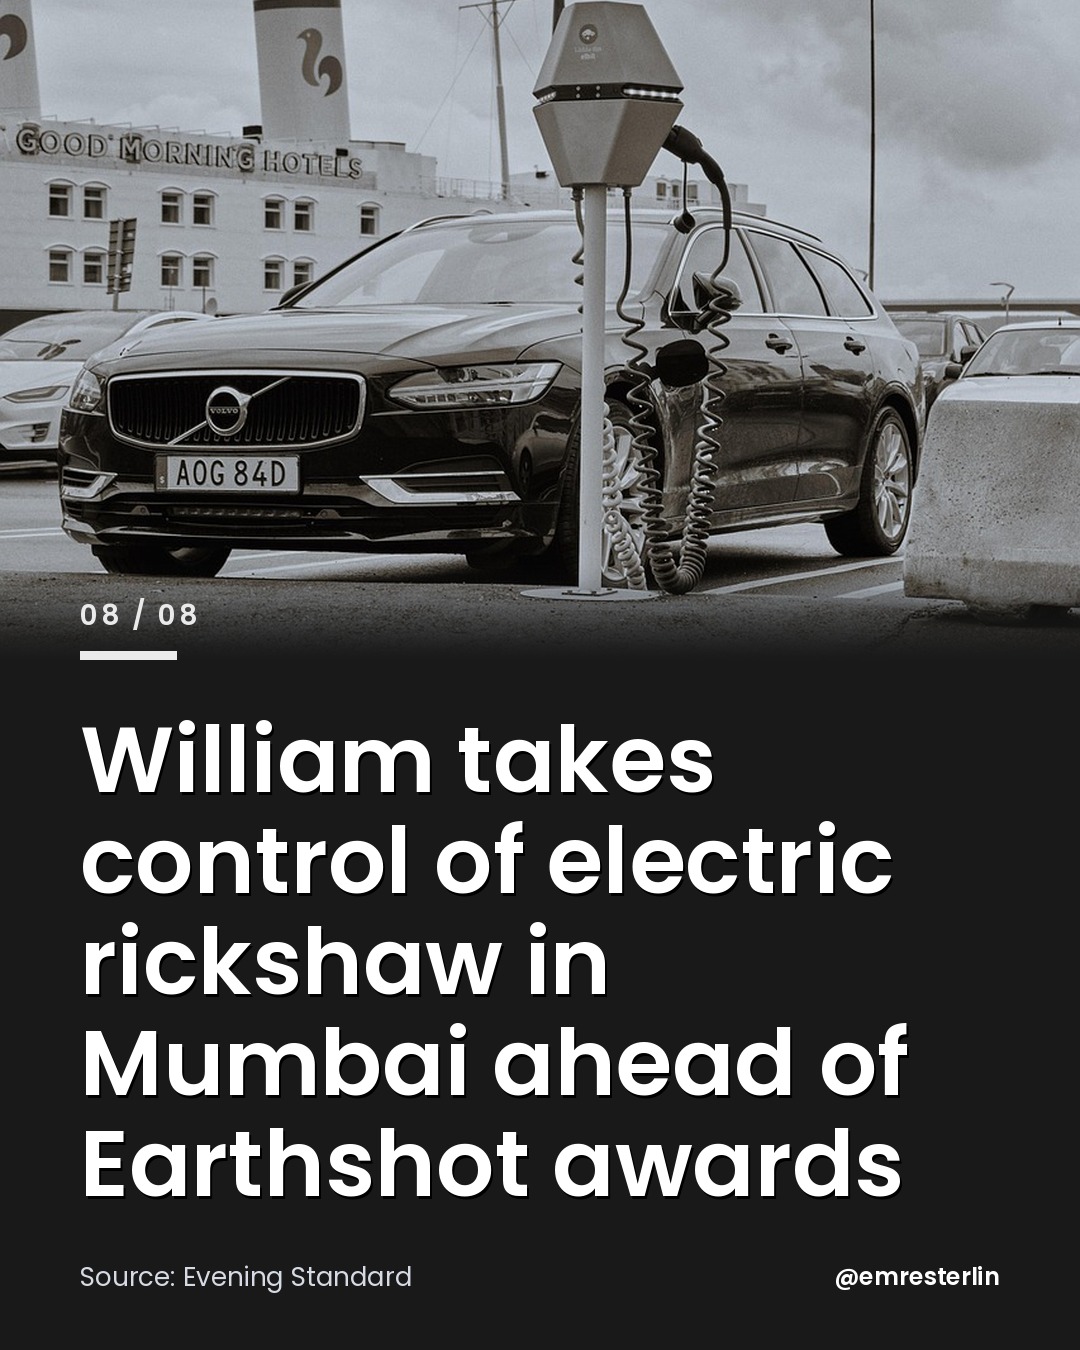 GOOD MORNING HOTELS
VOLVO
S
AOG 84D
08 / 08
William takes
control of electric
rickshaw in
Mumbai ahead of
Earthshot awards
Source: Evening Standard
@emresterlin